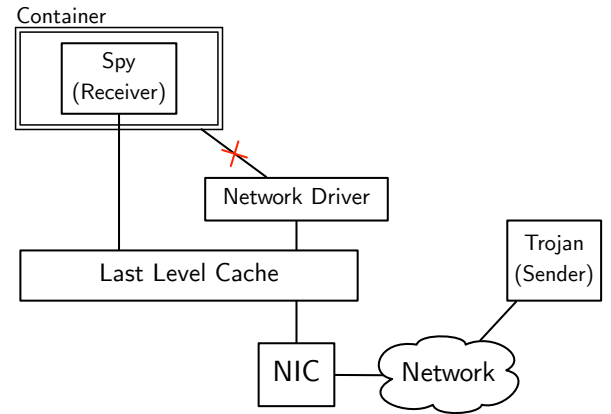 Container
Spy
(Receiver)
Network Driver
Last Level Cache
Trojan
(Sender)
NIC
Network